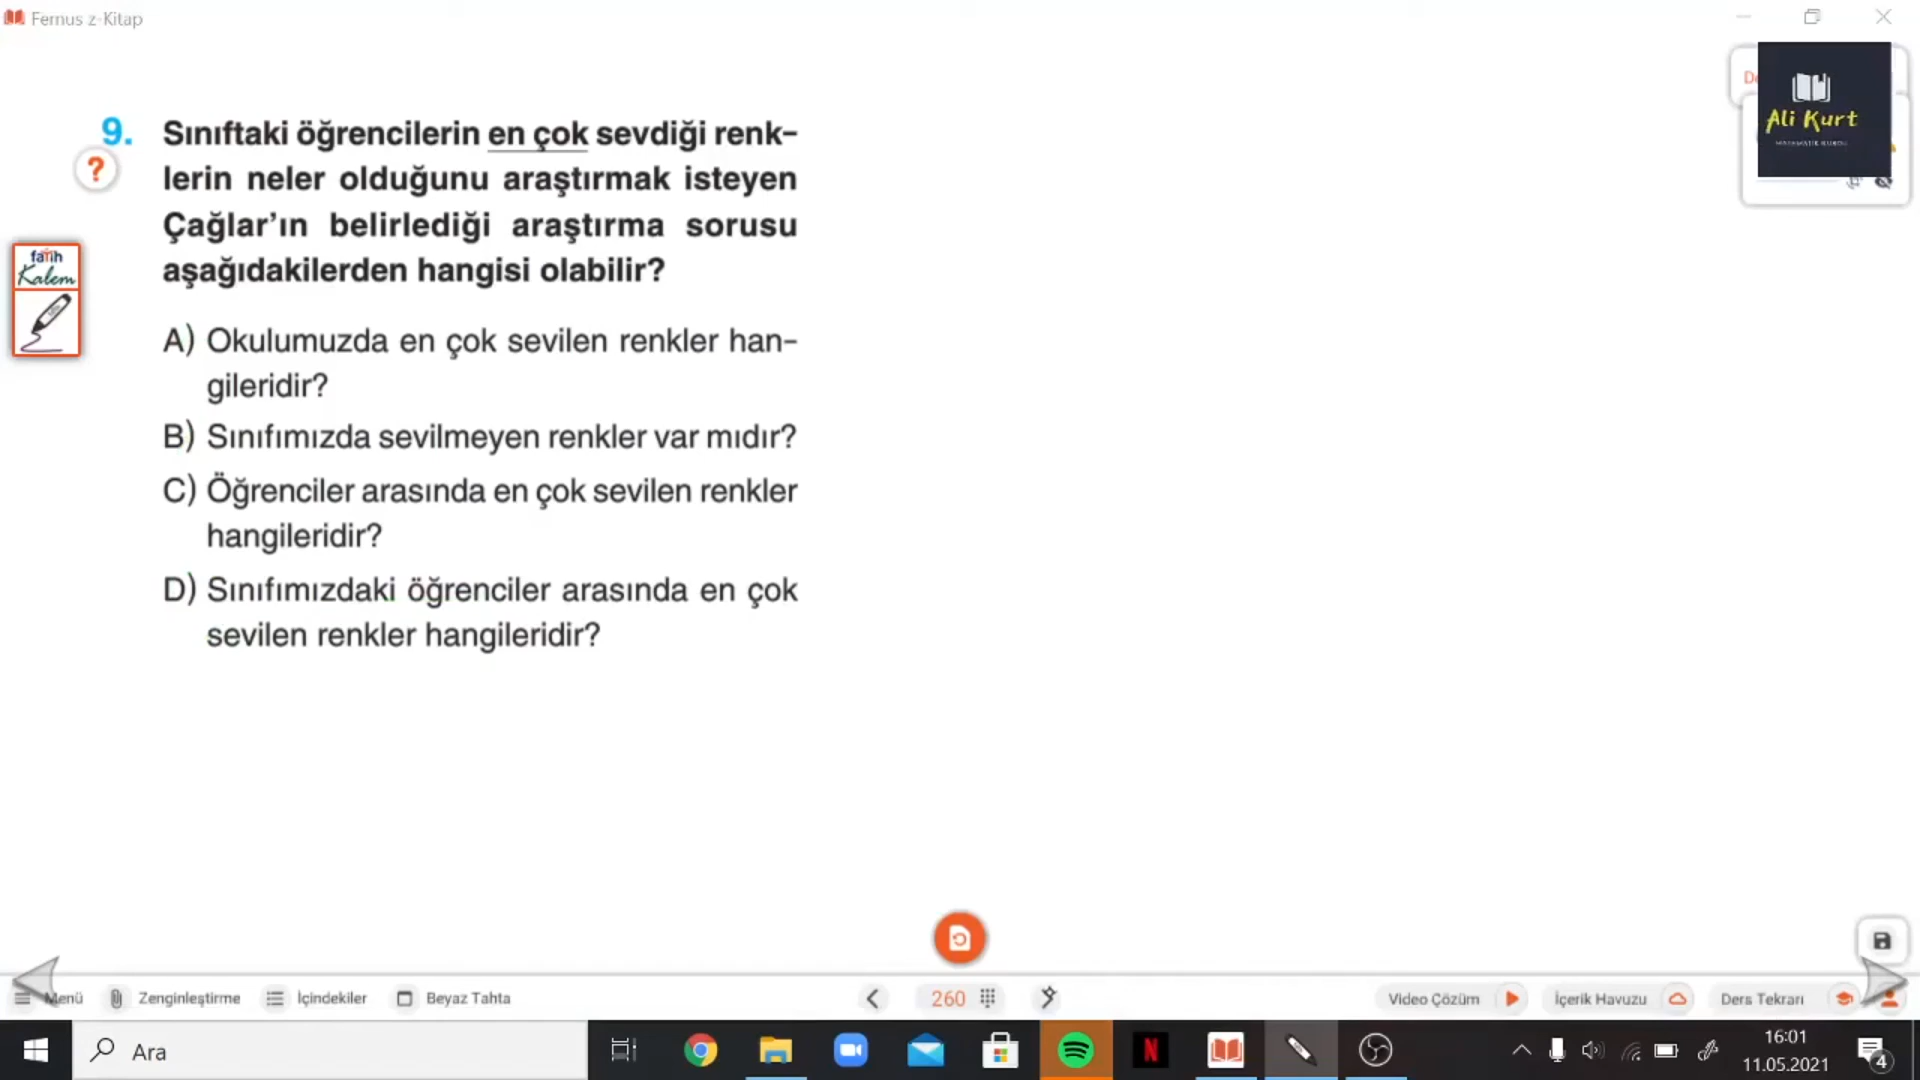 Fernus z-Kitap
9. Sınıftaki öğrencilerin en çok sevdiği renk-
lerin neler olduğunu araştırmak isteyen
Çağlar'ın belirlediği araştırma sorusu
aşağıdakilerden hangisi olabilir?
A) Okulumuzda en çok sevilen renkler han-
gileridir?
B) Sınıfımızda sevilmeyen renkler var mıdır?
C) Öğrenciler arasında en çok sevilen renkler
hangileridir?
D) Sınıfımızdaki öğrenciler arasında en çok
sevilen renkler hangileridir?
?
fatih
Kalem
De
Ali Kurt
Menü Zenginleştirme İçindekiler Beyaz Tahta 260 Video Çözüm İçerik Havuzu Ders Tekrarı
Ara
N
16:01
11.05.2021
4